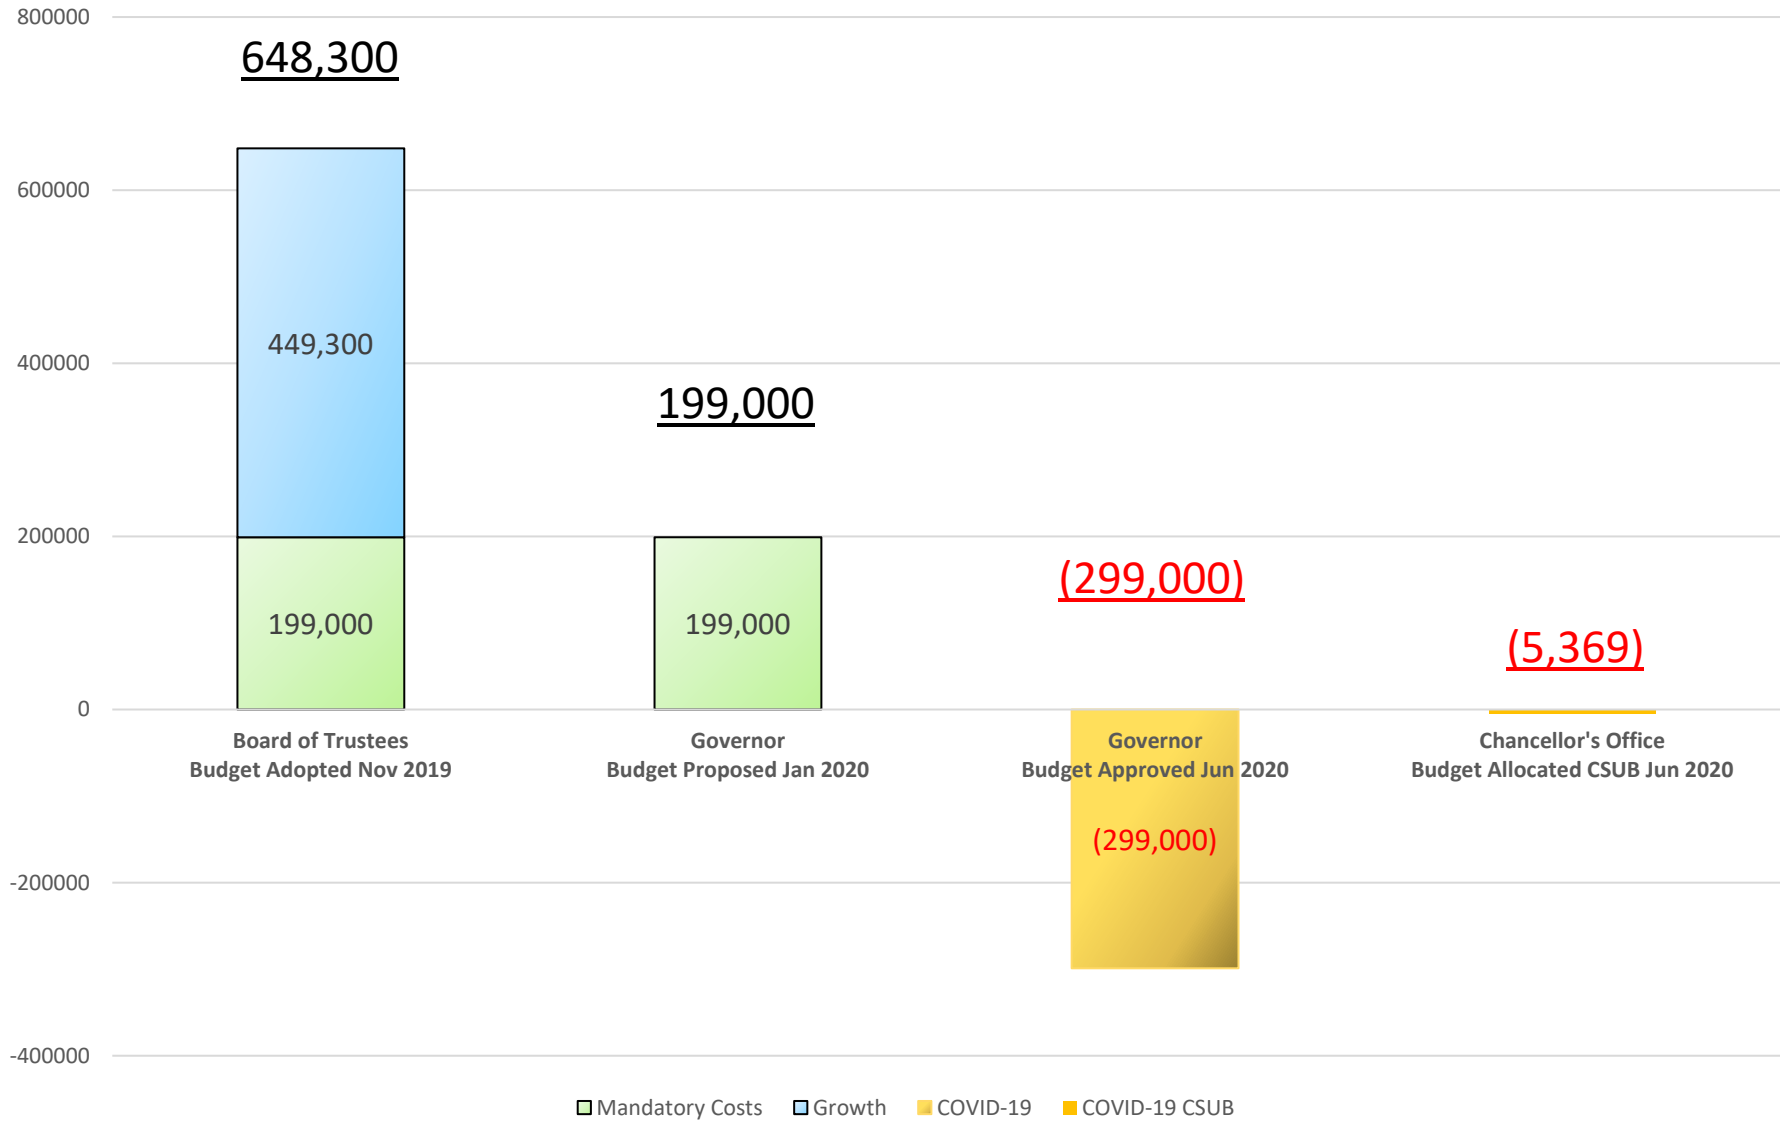 800000
648,300
600000
449,300
400000
199,000
200000
199,000
199,000
(299,000)
(5,369)
0
Board of Trustees
Budget Adopted Nov 2019
Governor
Budget Proposed Jan 2020
Governor
Budget Approved Jun 2020
Chancellor's Office
Budget Allocated CSUB Jun 2020
(299,000)
-200000
-400000
Mandatory Costs Growth COVID-19 COVID-19 CSUB